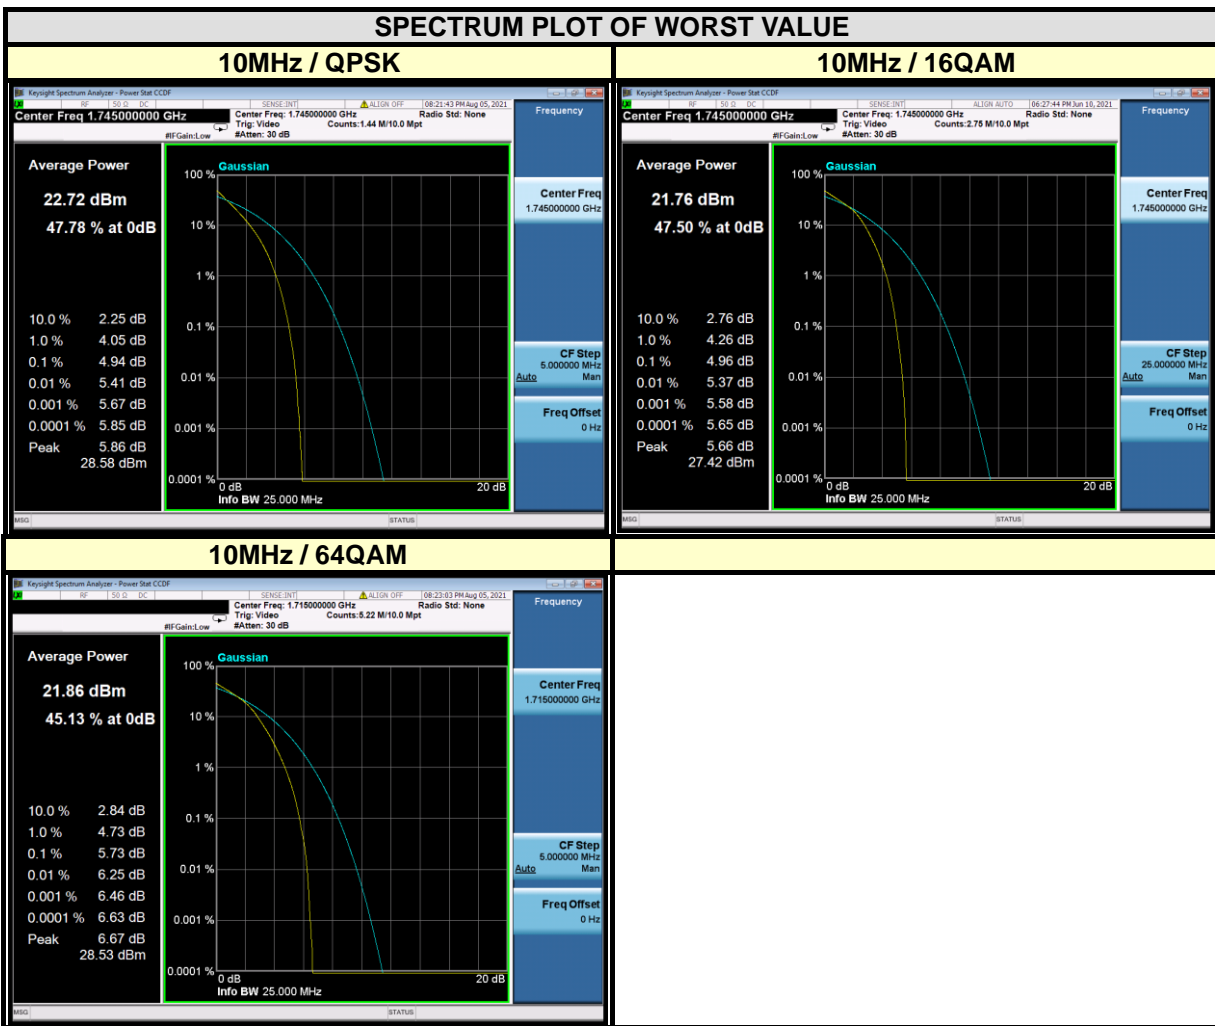 SPECTRUM PLOT OF WORST VALUE
10MHz / QPSK
10MHz / 16QAM
Keysight Spectrum Analyzer - Power Stat CCDF
RF 50 Ω DC SENSE:INT ALIGN OFF 08:21:43 PM Aug 05, 2021
Center Freq 1.745000000 GHz
Center Freq: 1.745000000 GHz Radio Std: None
Trig: Video Counts:1.44 M/10.0 Mpt
#IFGain:Low #Atten: 30 dB
Frequency
Average Power
22.72 dBm
47.78 % at 0dB
10.0 % 2.25 dB
1.0 % 4.05 dB
0.1 % 4.94 dB
0.01 % 5.41 dB
0.001 % 5.67 dB
0.0001 % 5.85 dB
Peak 5.86 dB
28.58 dBm
Gaussian
100 %
10 %
1 %
0.1 %
0.01 %
0.001 %
0.0001 %
0 dB 20 dB
Info BW 25.000 MHz
Center Freq
1.745000000 GHz
CF Step
5.000000 MHz
Auto Man
Freq Offset
0 Hz
MSG STATUS
Keysight Spectrum Analyzer - Power Stat CCDF
RF 50 Ω DC SENSE:INT ALIGN AUTO 06:27:44 PM Jun 10, 2021
Center Freq 1.745000000 GHz
Center Freq: 1.745000000 GHz Radio Std: None
Trig: Video Counts:2.75 M/10.0 Mpt
#IFGain:Low #Atten: 30 dB
Frequency
Average Power
21.76 dBm
47.50 % at 0dB
10.0 % 2.76 dB
1.0 % 4.26 dB
0.1 % 4.96 dB
0.01 % 5.37 dB
0.001 % 5.58 dB
0.0001 % 5.65 dB
Peak 5.66 dB
27.42 dBm
Gaussian
100 %
10 %
1 %
0.1 %
0.01 %
0.001 %
0.0001 %
0 dB 20 dB
Info BW 25.000 MHz
Center Freq
1.745000000 GHz
CF Step
25.000000 MHz
Auto Man
Freq Offset
0 Hz
MSG STATUS
10MHz / 64QAM
Keysight Spectrum Analyzer - Power Stat CCDF
RF 50 Ω DC SENSE:INT ALIGN OFF 08:23:03 PM Aug 05, 2021
Center Freq: 1.715000000 GHz Radio Std: None
Trig: Video Counts:5.22 M/10.0 Mpt
#IFGain:Low #Atten: 30 dB
Frequency
Average Power
21.86 dBm
45.13 % at 0dB
10.0 % 2.84 dB
1.0 % 4.73 dB
0.1 % 5.73 dB
0.01 % 6.25 dB
0.001 % 6.46 dB
0.0001 % 6.63 dB
Peak 6.67 dB
28.53 dBm
Gaussian
100 %
10 %
1 %
0.1 %
0.01 %
0.001 %
0.0001 %
0 dB 20 dB
Info BW 25.000 MHz
Center Freq
1.715000000 GHz
CF Step
5.000000 MHz
Auto Man
Freq Offset
0 Hz
MSG STATUS